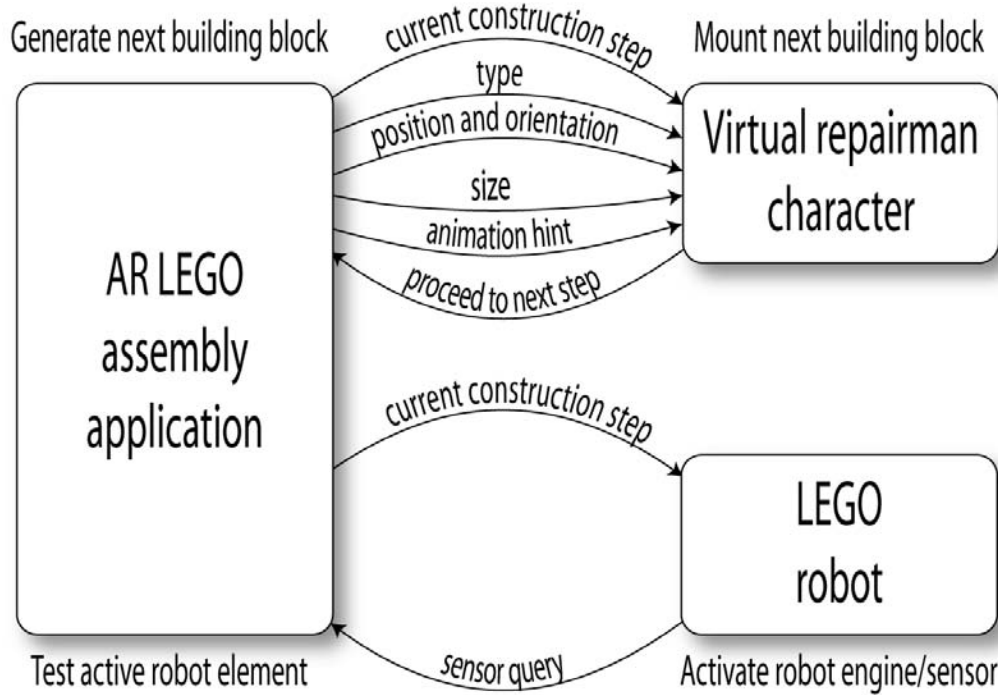 Generate next building block
current construction step
Mount next building block
type
position and orientation
size
animation hint
proceed to next step
Virtual repairman
character
AR LEGO
assembly
application
current construction step
LEGO
robot
sensor query
Test active robot element
Activate robot engine/sensor